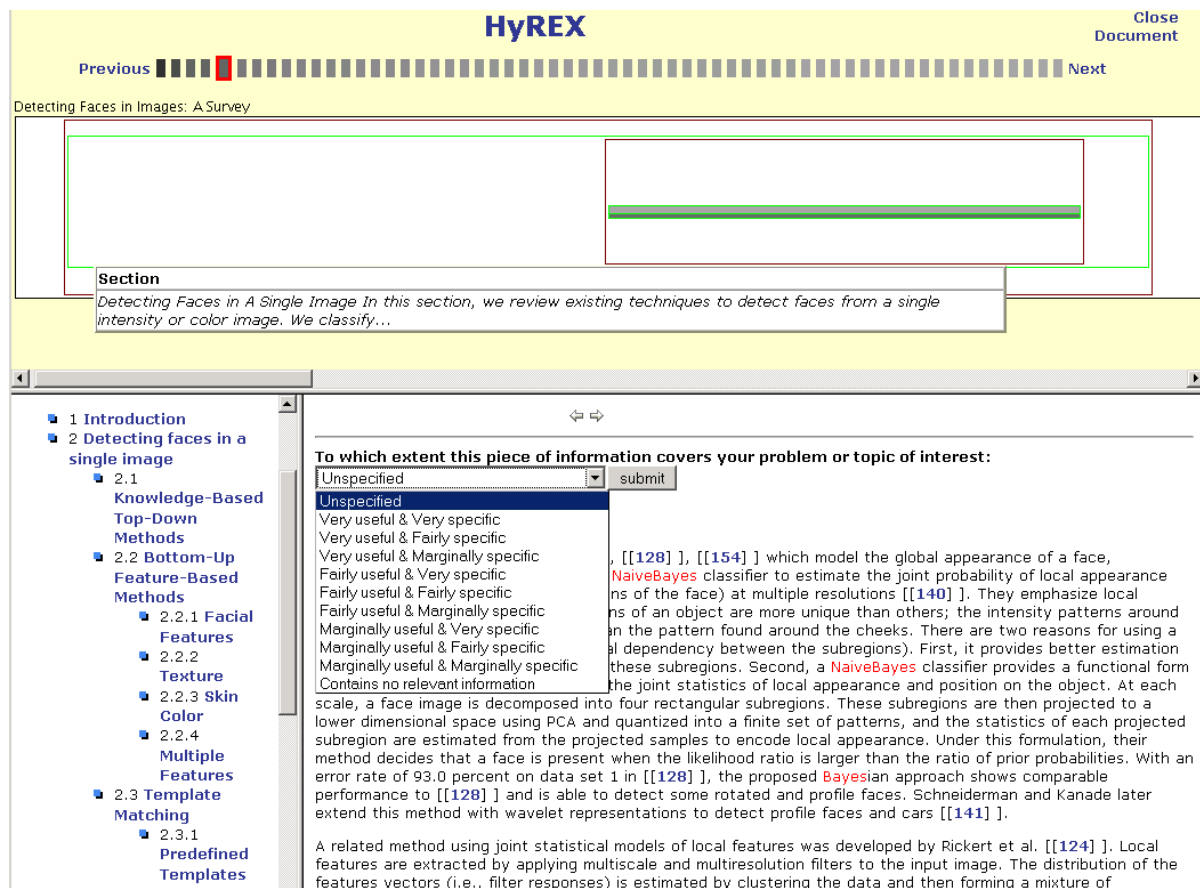 HyREX
Close
Document
Previous
Next
Detecting Faces in Images: A Survey
Section
Detecting Faces in A Single Image In this section, we review existing techniques to detect faces from a single
intensity or color image. We classify...
1 Introduction
2 Detecting faces in a
single image
2.1
Knowledge-Based
Top-Down
Methods
2.2 Bottom-Up
Feature-Based
Methods
2.2.1 Facial
Features
2.2.2
Texture
2.2.3 Skin
Color
2.2.4
Multiple
Features
2.3 Template
Matching
2.3.1
Predefined
Templates
To which extent this piece of information covers your problem or topic of interest:
Unspecified
submit
Unspecified
Very useful & Very specific
Very useful & Fairly specific
Very useful & Marginally specific
Fairly useful & Very specific
Fairly useful & Fairly specific
Fairly useful & Marginally specific
Marginally useful & Very specific
Marginally useful & Fairly specific
Marginally useful & Marginally specific
Contains no relevant information
, [[128] ], [[154] ] which model the global appearance of a face,
NaiveBayes classifier to estimate the joint probability of local appearance
ns of the face) at multiple resolutions [[140] ]. They emphasize local
ns of an object are more unique than others; the intensity patterns around
an the pattern found around the cheeks. There are two reasons for using a
l dependency between the subregions). First, it provides better estimation
these subregions. Second, a NaiveBayes classifier provides a functional form
the joint statistics of local appearance and position on the object. At each
scale, a face image is decomposed into four rectangular subregions. These subregions are then projected to a
lower dimensional space using PCA and quantized into a finite set of patterns, and the statistics of each projected
subregion are estimated from the projected samples to encode local appearance. Under this formulation, their
method decides that a face is present when the likelihood ratio is larger than the ratio of prior probabilities. With an
error rate of 93.0 percent on data set 1 in [[128] ], the proposed Bayesian approach shows comparable
performance to [[128] ] and is able to detect some rotated and profile faces. Schneiderman and Kanade later
extend this method with wavelet representations to detect profile faces and cars [[141] ].
A related method using joint statistical models of local features was developed by Rickert et al. [[124] ]. Local
features are extracted by applying multiscale and multiresolution filters to the input image. The distribution of the
features vectors (i.e., filter responses) is estimated by clustering the data and then forming a mixture of